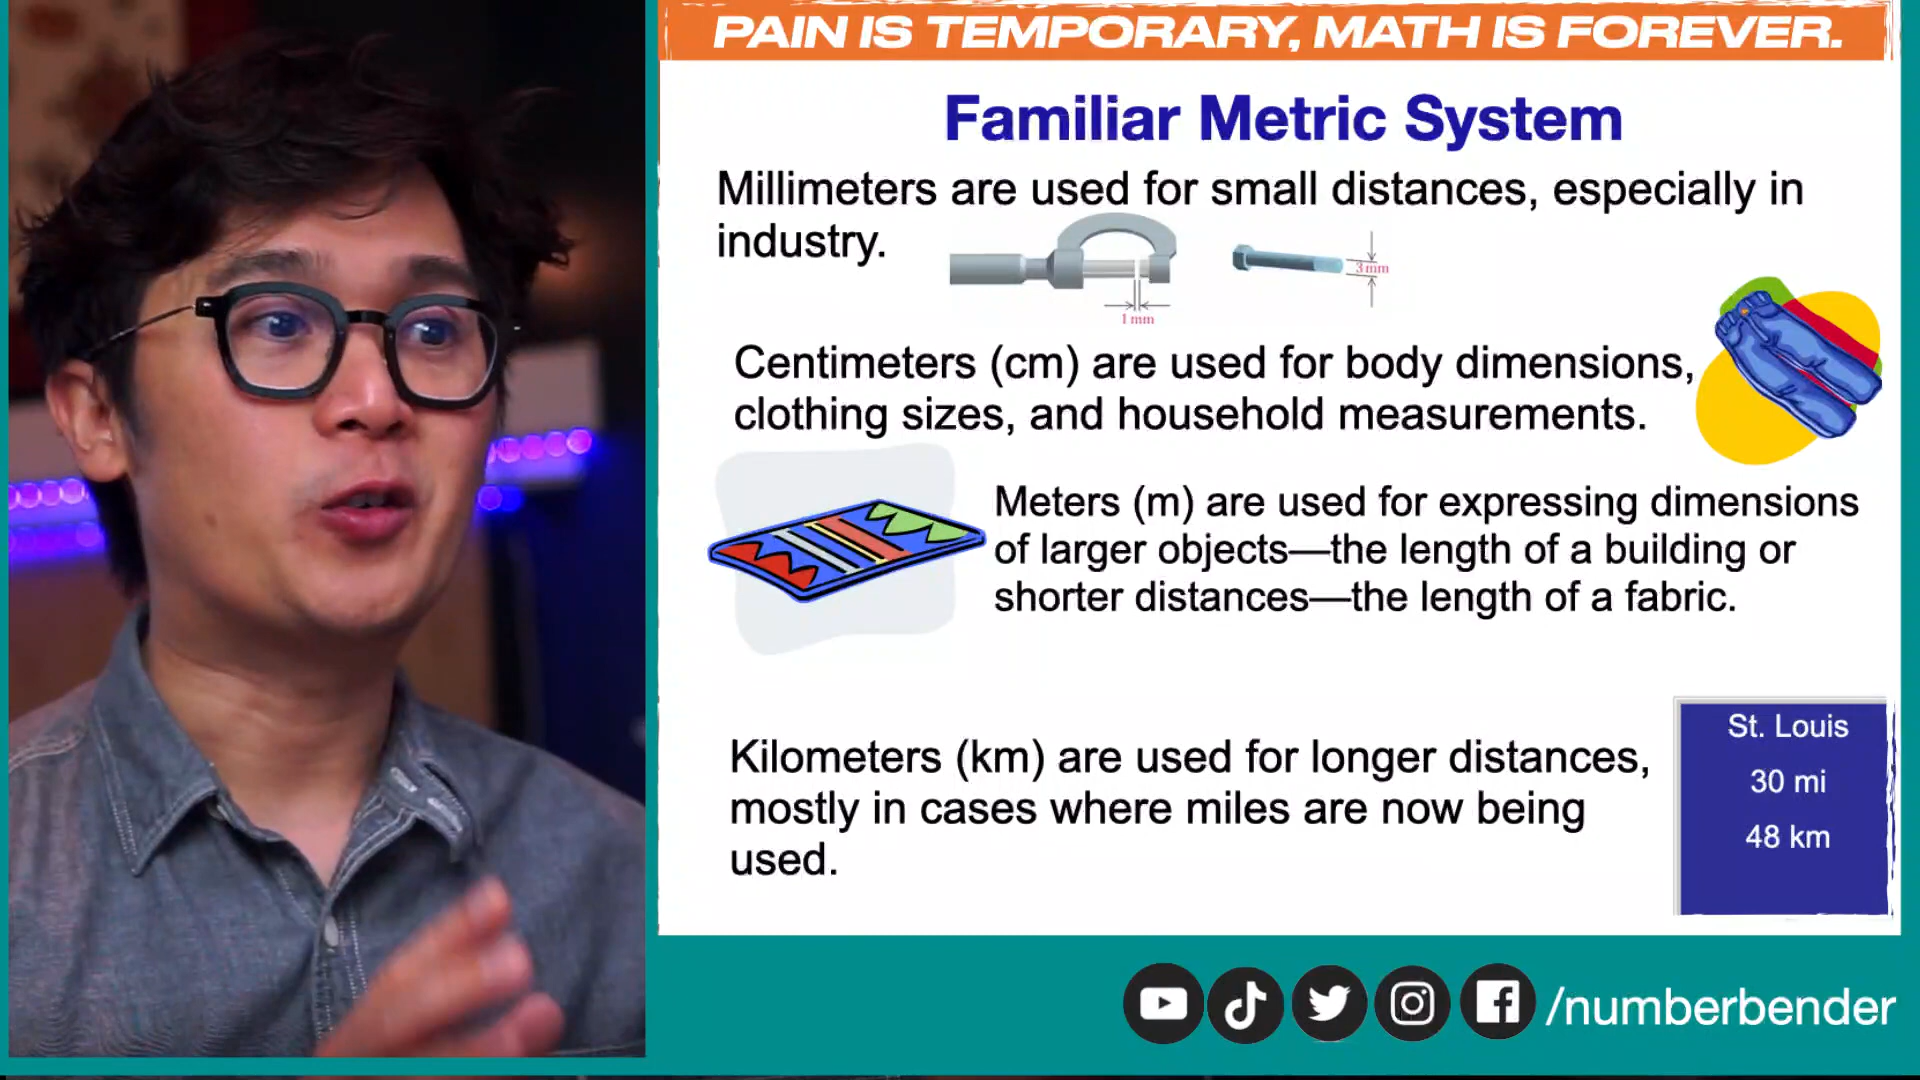 PAIN IS TEMPORARY, MATH IS FOREVER.
Familiar Metric System
Millimeters are used for small distances, especially in
industry.
3 mm
1 mm
Centimeters (cm) are used for body dimensions,
clothing sizes, and household measurements.
Meters (m) are used for expressing dimensions
of larger objects—the length of a building or
shorter distances—the length of a fabric.
Kilometers (km) are used for longer distances,
mostly in cases where miles are now being
used.
St. Louis
30 mi
48 km
/numberbender